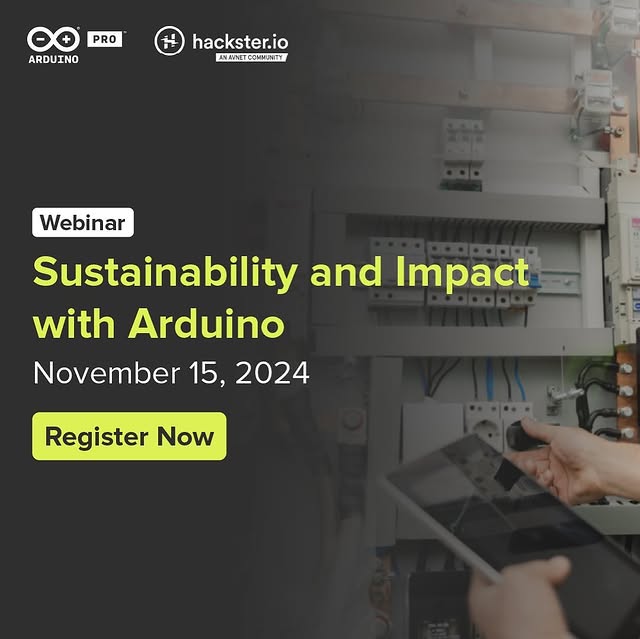 ARDUINO PRO
hackster.io
AN AVNET COMMUNITY
Webinar
Sustainability and Impact
with Arduino
November 15, 2024
Register Now